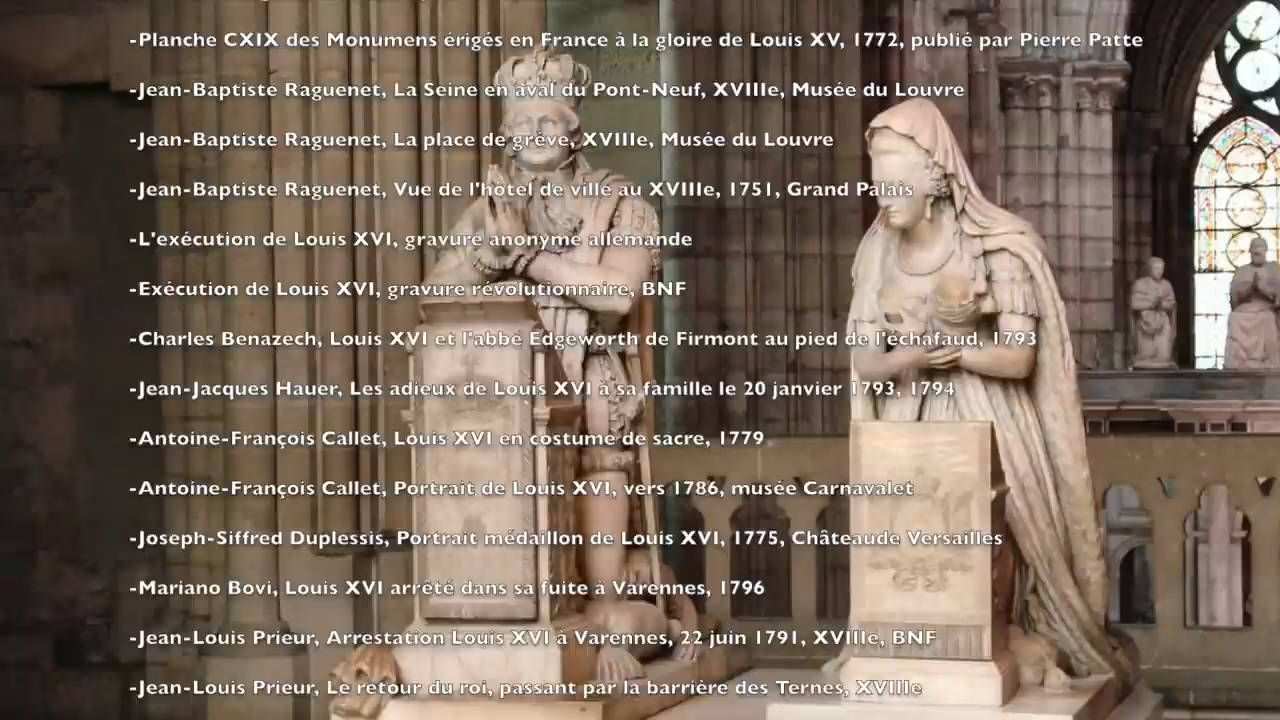 -Planche CXIX des Monumens érigés en France à la gloire de Louis XV, 1772, publié par Pierre Patte
-Jean-Baptiste Raguenet, La Seine en aval du Pont-Neuf, XVIIIe, Musée du Louvre
-Jean-Baptiste Raguenet, La place de grève, XVIIIe, Musée du Louvre
-Jean-Baptiste Raguenet, Vue de l'hôtel de ville au XVIIIe, 1751, Grand Palais
-L'exécution de Louis XVI, gravure anonyme allemande
-Exécution de Louis XVI, gravure révolutionnaire, BNF
-Charles Benazech, Louis XVI et l'abbé Edgeworth de Firmont au pied de l'échafaud, 1793
-Jean-Jacques Hauer, Les adieux de Louis XVI à sa famille le 20 janvier 1793, 1794
-Antoine-François Callet, Louis XVI en costume de sacre, 1779
-Antoine-François Callet, Portrait de Louis XVI, vers 1786, musée Carnavalet
-Joseph-Siffred Duplessis, Portrait médaillon de Louis XVI, 1775, Châteaude Versailles
-Mariano Bovi, Louis XVI arrêté dans sa fuite à Varennes, 1796
-Jean-Louis Prieur, Arrestation Louis XVI à Varennes, 22 juin 1791, XVIIIe, BNF
-Jean-Louis Prieur, Le retour du roi, passant par la barrière des Ternes, XVIIIe